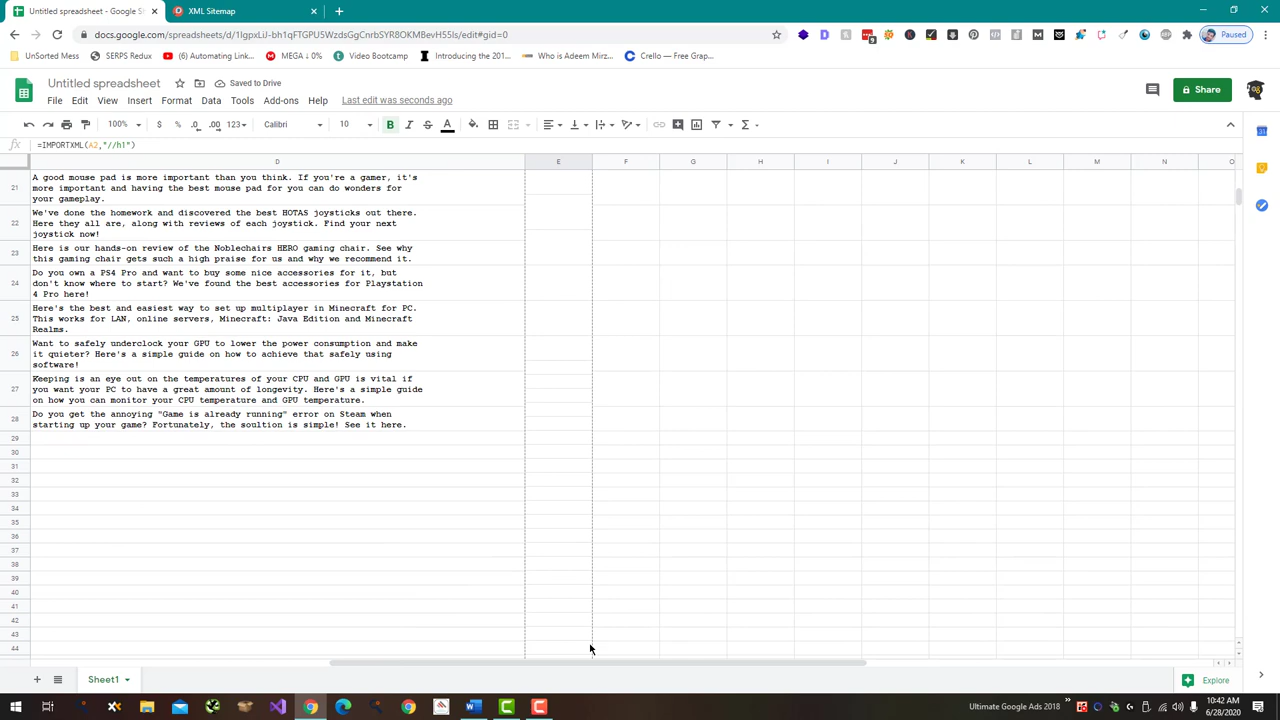 Untitled spreadsheet - Google S
XML Sitemap
docs.google.com/spreadsheets/d/1IgpxLiJ-bh1qFTGPU5WzdsGgCnrbSYR8OKMBevH55Is/edit#gid=0
Paused
UnSorted Mess
SERPS Redux
(6) Automating Link...
MEGA ↓ 0%
Video Bootcamp
Introducing the 201...
Who is Adeem Mirz...
Crello — Free Grap...
Untitled spreadsheet
Saved to Drive
File Edit View Insert Format Data Tools Add-ons Help Last edit was seconds ago
Share
100% $ % .0 .00 123 Calibri 10 B I S A
fx =IMPORTXML(A2,"//h1")
D E F G H I J K L M N O
21
A good mouse pad is more important than you think. If you're a gamer, it's
more important and having the best mouse pad for you can do wonders for
your gameplay.
22
We've done the homework and discovered the best HOTAS joysticks out there.
Here they all are, along with reviews of each joystick. Find your next
joystick now!
23
Here is our hands-on review of the Noblechairs HERO gaming chair. See why
this gaming chair gets such a high praise for us and why we recommend it.
24
Do you own a PS4 Pro and want to buy some nice accessories for it, but
don't know where to start? We've found the best accessories for Playstation
4 Pro here!
25
Here's the best and easiest way to set up multiplayer in Minecraft for PC.
This works for LAN, online servers, Minecraft: Java Edition and Minecraft
Realms.
26
Want to safely underclock your GPU to lower the power consumption and make
it quieter? Here's a simple guide on how to achieve that safely using
software!
27
Keeping is an eye out on the temperatures of your CPU and GPU is vital if
you want your PC to have a great amount of longevity. Here's a simple guide
on how you can monitor your CPU temperature and GPU temperature.
28
Do you get the annoying "Game is already running" error on Steam when
starting up your game? Fortunately, the soultion is simple! See it here.
29
30
31
32
33
34
35
36
37
38
39
40
41
42
43
44
Sheet1
Explore
Ultimate Google Ads 2018
10:42 AM
6/28/2020